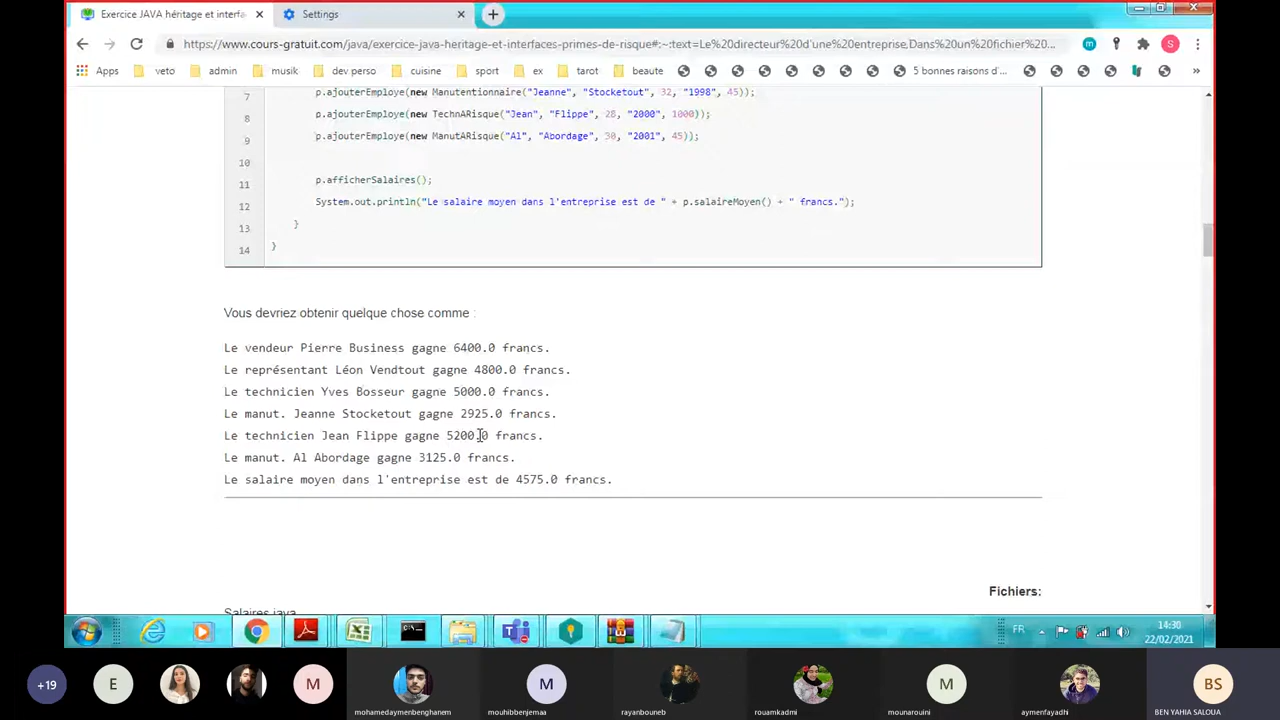 Exercice JAVA héritage et interfa
Settings
https://www.cours-gratuit.com/java/exercice-java-heritage-et-interfaces-primes-de-risque#:~:text=Le%20directeur%20d'une%20entreprise,Dans%20un%20fichier%20...
m
S
Apps
veto
admin
musik
dev perso
cuisine
sport
ex
tarot
beaute
5 bonnes raisons d'...
»
7 p.ajouterEmploye(new Manutentionnaire("Jeanne", "Stocketout", 32, "1998", 45));
8 p.ajouterEmploye(new TechnARisque("Jean", "Flippe", 28, "2000", 1000));
9 p.ajouterEmploye(new ManutARisque("Al", "Abordage", 30, "2001", 45));
10
11 p.afficherSalaires();
12 System.out.println("Le salaire moyen dans l'entreprise est de " + p.salaireMoyen() + " francs.");
13 }
14 }
Vous devriez obtenir quelque chose comme :
Le vendeur Pierre Business gagne 6400.0 francs.
Le représentant Léon Vendtout gagne 4800.0 francs.
Le technicien Yves Bosseur gagne 5000.0 francs.
Le manut. Jeanne Stocketout gagne 2925.0 francs.
Le technicien Jean Flippe gagne 5200.0 francs.
Le manut. Al Abordage gagne 3125.0 francs.
Le salaire moyen dans l'entreprise est de 4575.0 francs.
Fichiers:
Salaires.java
FR
14:30
22/02/2021
+19
E
M
mohamedaymenbenghanem
M
mouhibbenjemaa
rayanbouneb
rouamkadmi
M
mounarouini
aymenfayadhi
BS
BEN YAHIA SALOUA